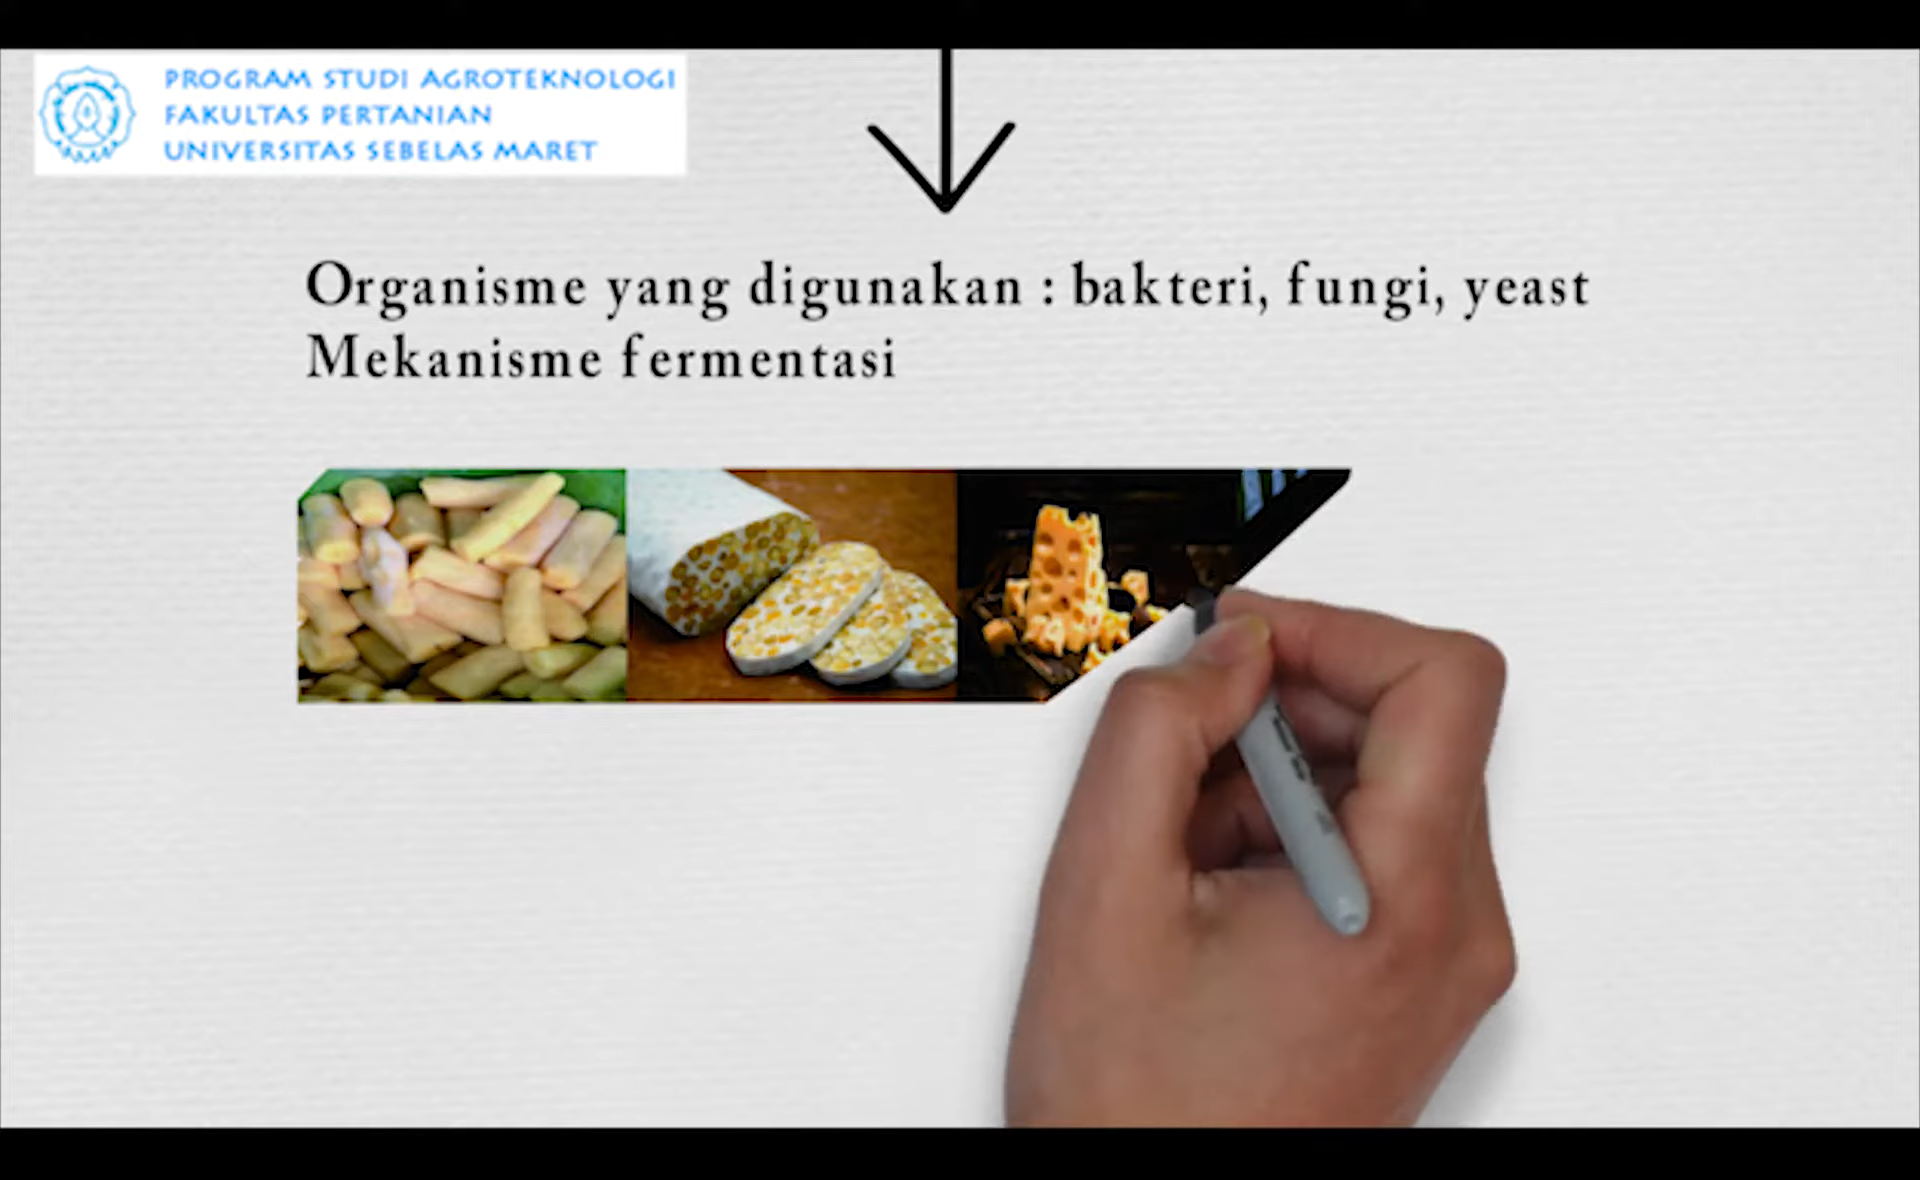 PROGRAM STUDI AGROTEKNOLOGI
FAKULTAS PERTANIAN
UNIVERSITAS SEBELAS MARET
Organisme yang digunakan : bakteri, fungi, yeast
Mekanisme fermentasi